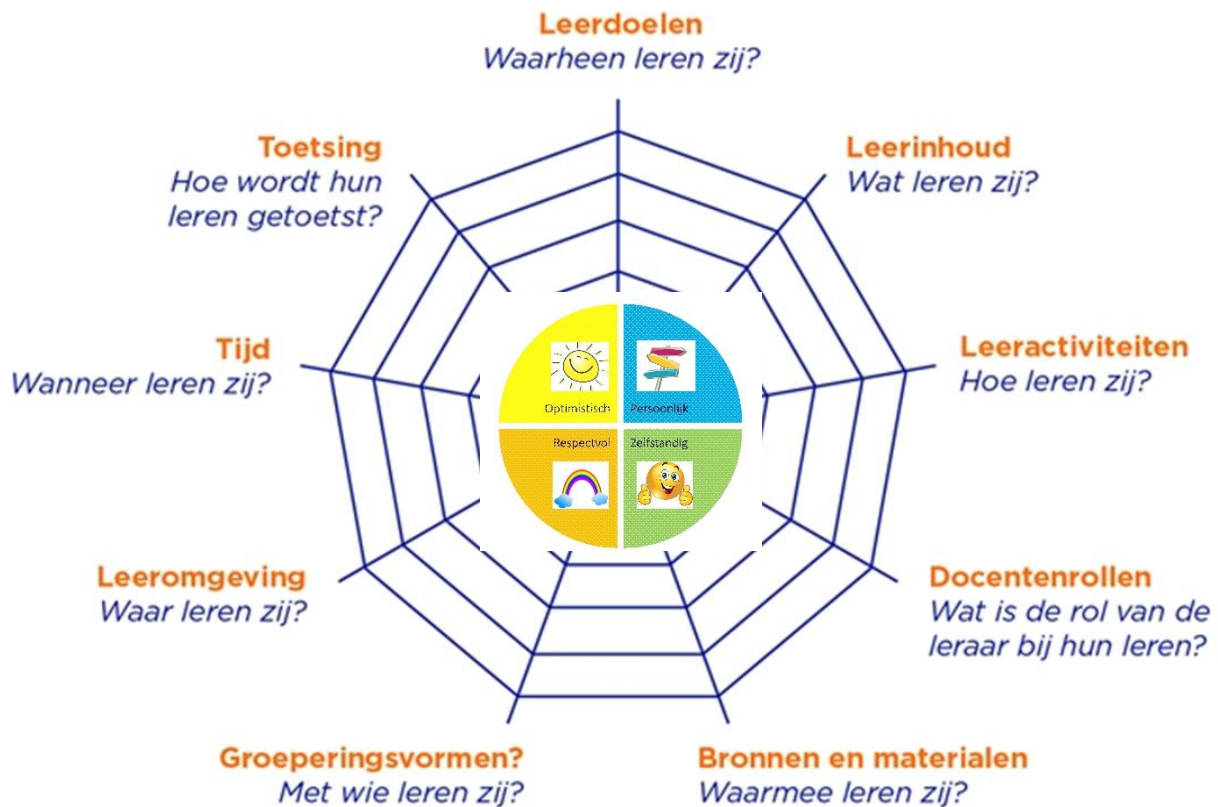 Leerdoelen
Waarheen leren zij?
Leerinhoud
Wat leren zij?
Leeractiviteiten
Hoe leren zij?
Docentenrollen
Wat is de rol van de
leraar bij hun leren?
Bronnen en materialen
Waarmee leren zij?
Groeperingsvormen?
Met wie leren zij?
Leeromgeving
Waar leren zij?
Tijd
Wanneer leren zij?
Toetsing
Hoe wordt hun
leren getoetst?
Optimistisch
Persoonlijk
Respectvol
Zelfstandig